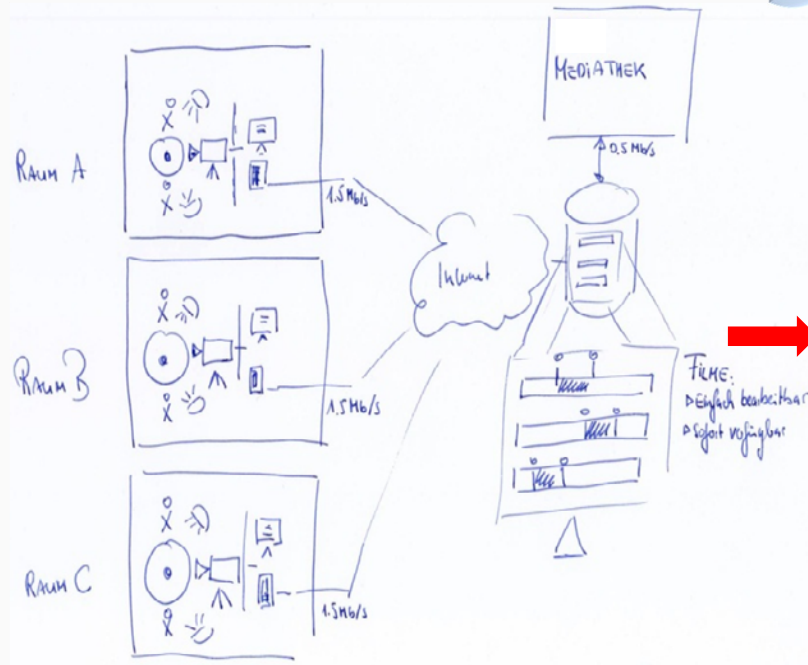 MEDIATHEK
0.5 Mb/s
RAUM A
1.5 Mb/s
Internet
RAUM B
1.5 Mb/s
FILME:
▷ Einfach bearbeitbar
▷ Sofort verfügbar
RAUM C
1.5 Mb/s